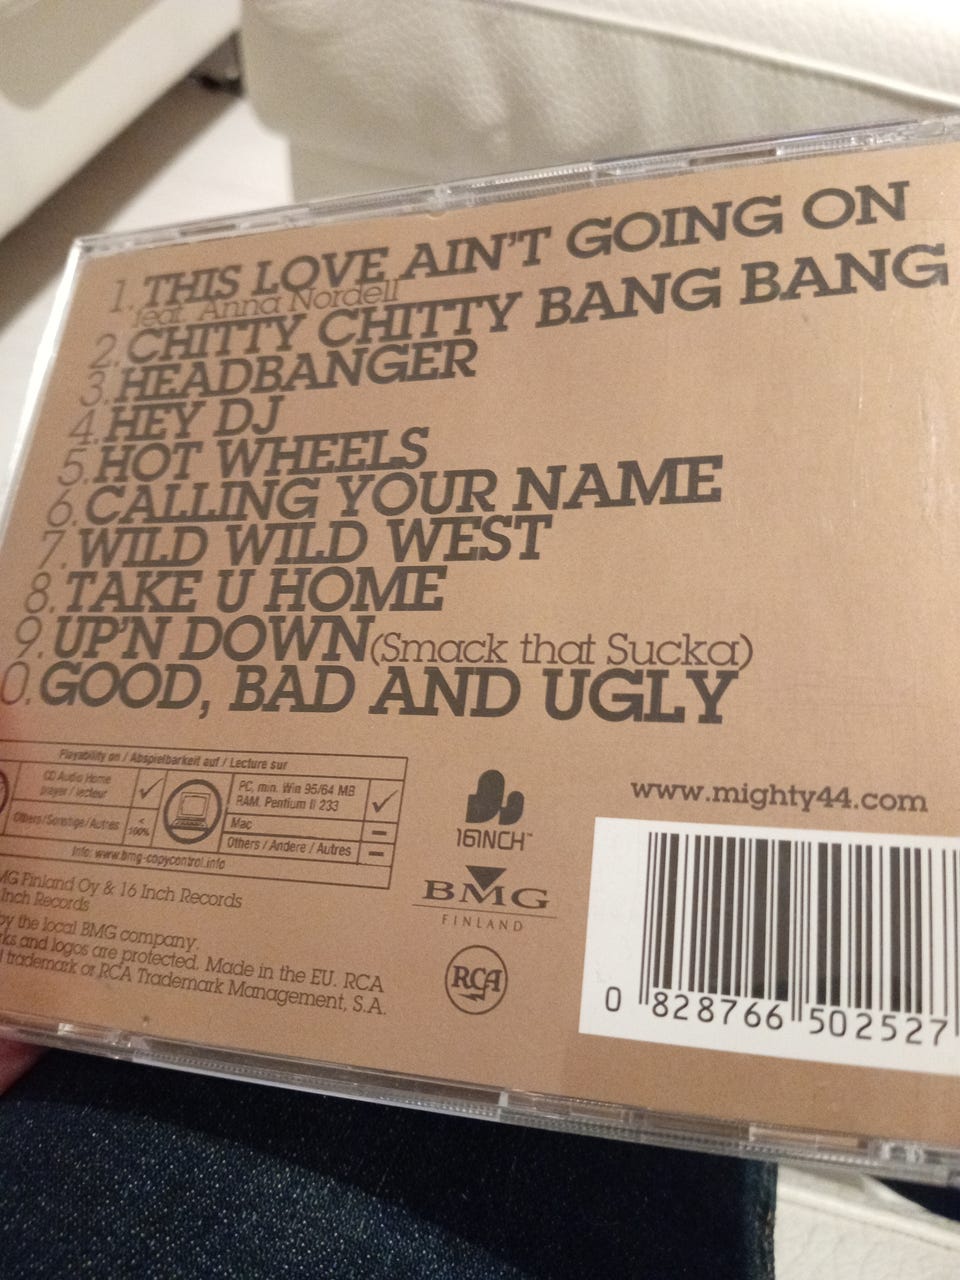 1. THIS LOVE AIN'T GOING ON
feat. Anna Nordell
2. CHITTY CHITTY BANG BANG
3. HEADBANGER
4. HEY DJ
5. HOT WHEELS
6. CALLING YOUR NAME
7. WILD WILD WEST
8. TAKE U HOME
9. UP'N DOWN (Smack that Sucka)
0. GOOD, BAD AND UGLY
Playability on / Abspielbarkeit auf / Lecture sur
CD Audio Home
player / lecteur
Others / Sonstige / Autres
< 100%
PC, min. Win 95/64 MB
RAM, Pentium II 233
Mac
Others / Andere / Autres
Info: www.bmg-copycontrol.info
MG Finland Oy & 16 Inch Records
Inch Records
by the local BMG company.
ks and logos are protected. Made in the EU. RCA
trademark or RCA Trademark Management, S.A.
16INCH™
BMG
FINLAND
RCA
www.mighty44.com
0 828766 502527